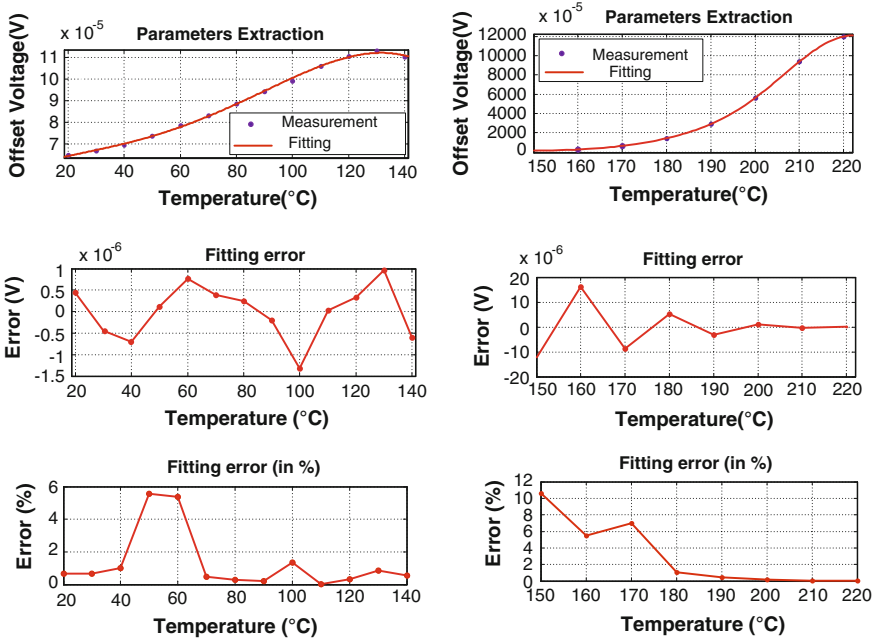 x 10^-5
Parameters Extraction
Offset Voltage(V)
11
10
9
8
7
Measurement
Fitting
20 40 60 80 100 120 140
Temperature(°C)
x 10^-5
Parameters Extraction
Offset Voltage(V)
12000
10000
8000
6000
4000
2000
0
Measurement
Fitting
150 160 170 180 190 200 210 220
Temperature(°C)
x 10^-6
Fitting error
Error (V)
1
0.5
0
-0.5
-1
-1.5
20 40 60 80 100 120 140
Temperature (°C)
x 10^-6
Fitting error
Error (V)
20
10
0
-10
-20
150 160 170 180 190 200 210 220
Temperature(°C)
Fitting error (in %)
Error (%)
6
4
2
0
20 40 60 80 100 120 140
Temperature (°C)
Fitting error (in %)
Error (%)
12
10
8
6
4
2
0
150 160 170 180 190 200 210 220
Temperature (°C)